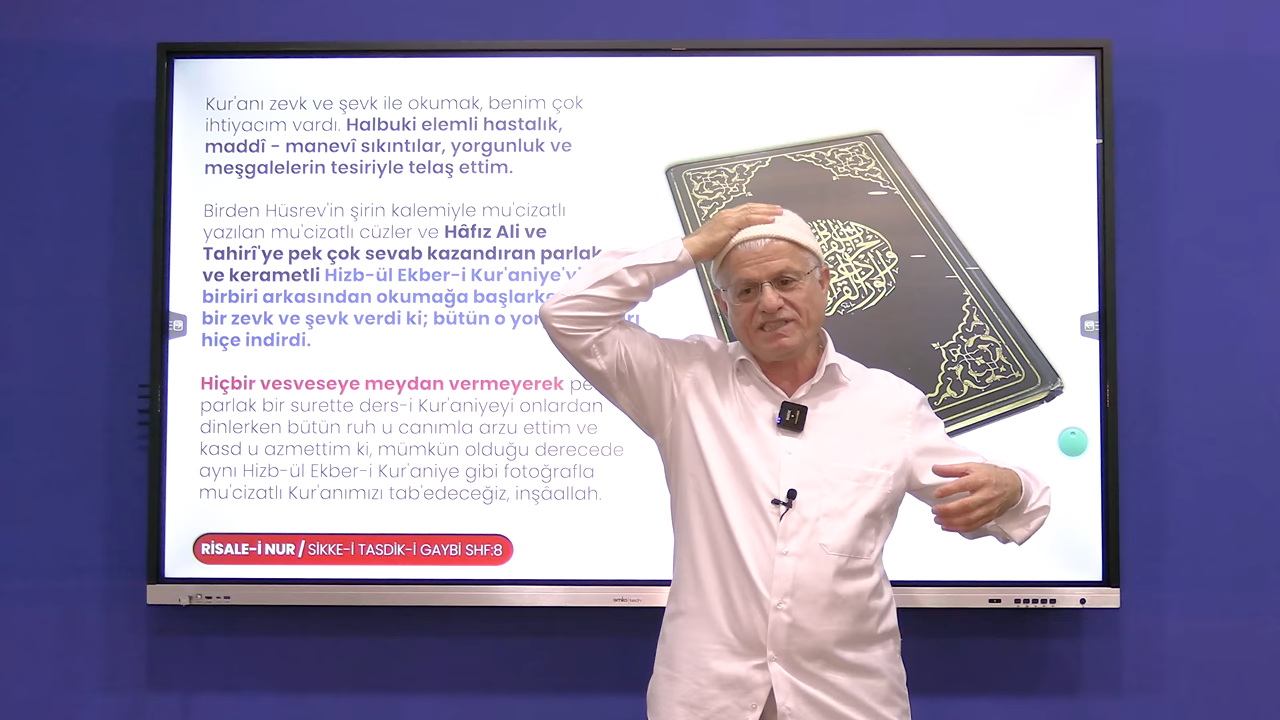 Kur'anı zevk ve şevk ile okumak, benim çok
ihtiyacım vardı. Halbuki elemli hastalık,
maddî - manevî sıkıntılar, yorgunluk ve
meşgalelerin tesiriyle telaş ettim.
Birden Hüsrev'in şirin kalemiyle mu'cizatlı
yazılan mu'cizatlı cüzler ve Hâfız Ali ve
Tahirî'ye pek çok sevab kazandıran parlak
ve kerametli Hizb-ül Ekber-i Kur'aniye'yi
birbiri arkasından okumağa
bir zevk ve şevk verdi ki; bütün o
hiçe indirdi.
Hiçbir vesveseye meydan vermeyerek
parlak bir surette ders-i Kur'aniyeyi onlardan
dinlerken bütün ruh u canımla arzu ettim ve
kasd u azmettim ki, mümkün olduğu derecede
aynı Hizb-ül Ekber-i Kur'aniye gibi fotoğrafla
mu'cizatlı Kur'anımızı tab'edeceğiz, inşâallah.
RİSALE-İ NUR / SİKKE-İ TASDİK-İ GAYBİ SHF:8